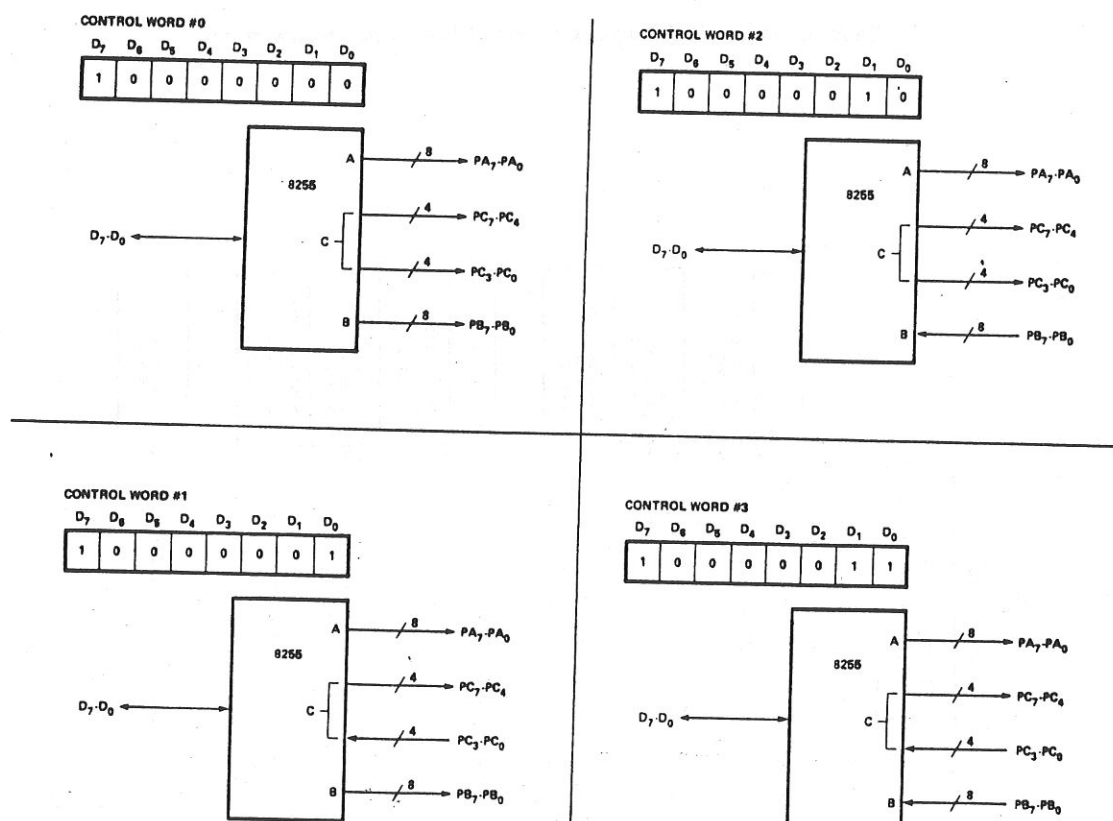 CONTROL WORD #0
D₇ D₆ D₅ D₄ D₃ D₂ D₁ D₀
1 0 0 0 0 0 0 0
8255
A
8
PA₇-PA₀
4
PC₇-PC₄
D₇-D₀
C
4
PC₃-PC₀
B
8
PB₇-PB₀
CONTROL WORD #2
D₇ D₆ D₅ D₄ D₃ D₂ D₁ D₀
1 0 0 0 0 0 1 0
8255
A
8
PA₇-PA₀
4
PC₇-PC₄
D₇-D₀
C
4
PC₃-PC₀
B
8
PB₇-PB₀
CONTROL WORD #1
D₇ D₆ D₅ D₄ D₃ D₂ D₁ D₀
1 0 0 0 0 0 0 1
8255
A
8
PA₇-PA₀
4
PC₇-PC₄
D₇-D₀
C
4
PC₃-PC₀
B
8
PB₇-PB₀
CONTROL WORD #3
D₇ D₆ D₅ D₄ D₃ D₂ D₁ D₀
1 0 0 0 0 0 1 1
8255
A
8
PA₇-PA₀
4
PC₇-PC₄
D₇-D₀
C
4
PC₃-PC₀
B
8
PB₇-PB₀